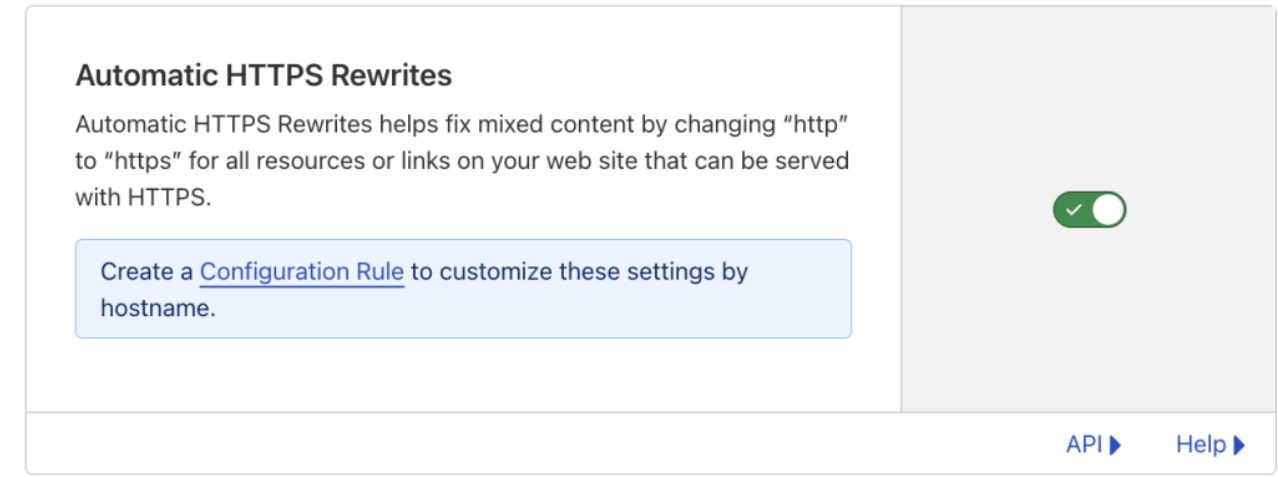 Automatic HTTPS Rewrites
Automatic HTTPS Rewrites helps fix mixed content by changing “http”
to “https” for all resources or links on your web site that can be served
with HTTPS.
Create a Configuration Rule to customize these settings by
hostname.
API
Help